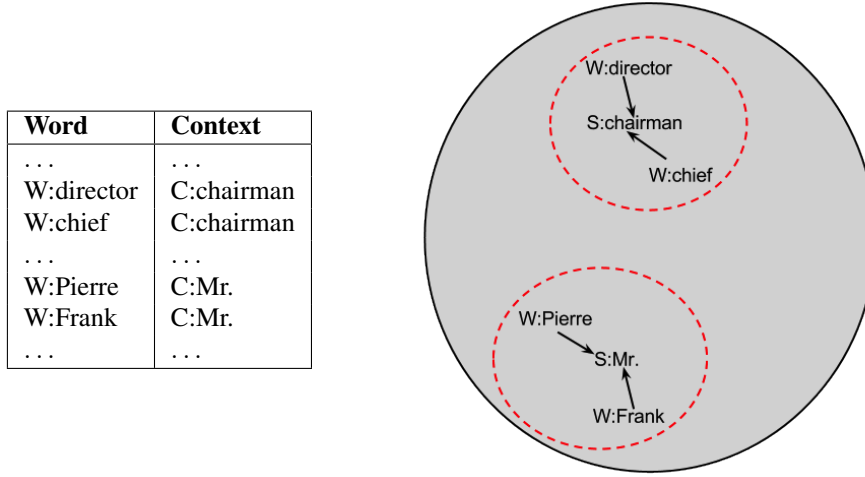 Word Context
. . . . . .
W:director C:chairman
W:chief C:chairman
. . . . . .
W:Pierre C:Mr.
W:Frank C:Mr.
. . . . . .
W:director
S:chairman
W:chief
W:Pierre
S:Mr.
W:Frank